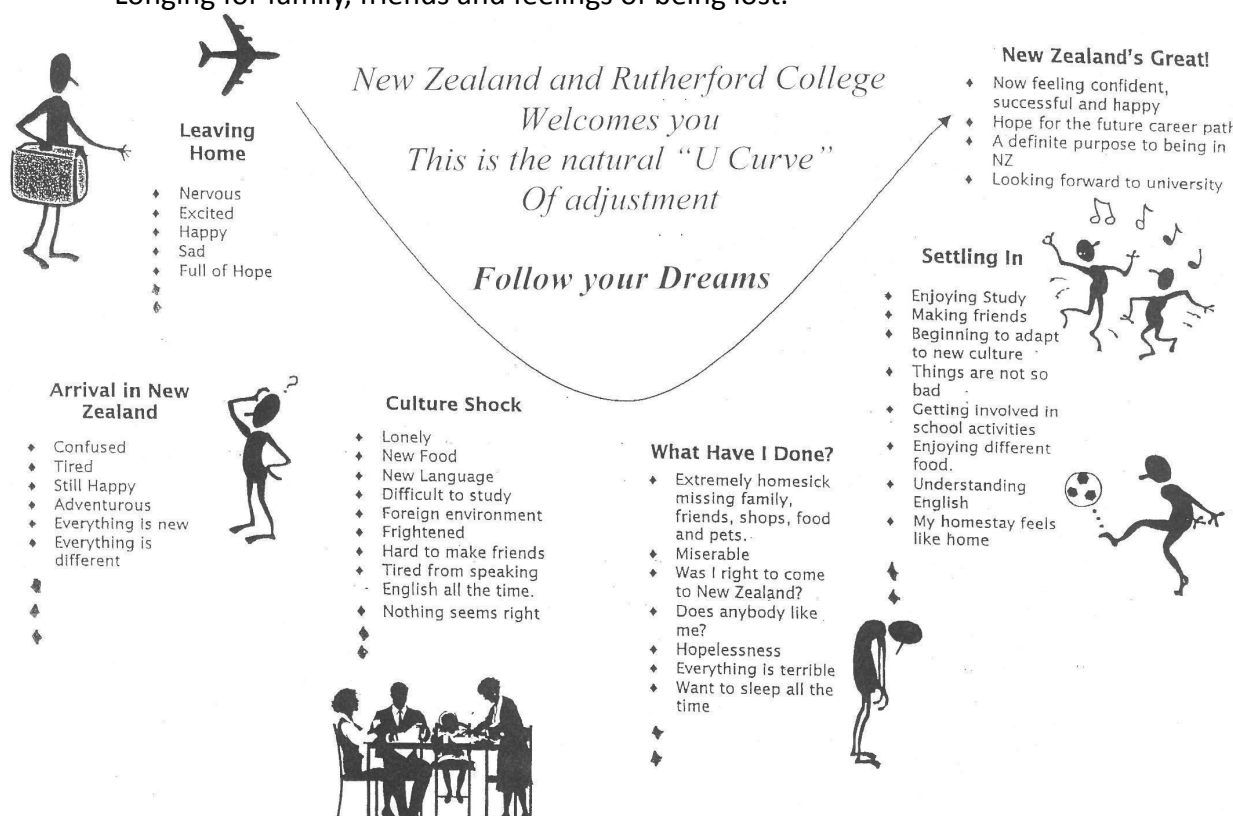 Longing for family, friends and feelings of being lost.
New Zealand and Rutherford College
Welcomes you
This is the natural “U Curve”
Of adjustment
Follow your Dreams
Leaving
Home
Nervous
Excited
Happy
Sad
Full of Hope
Arrival in New
Zealand
Confused
Tired
Still Happy
Adventurous
Everything is new
Everything is
different
?
Culture Shock
Lonely
New Food
New Language
Difficult to study
Foreign environment
Frightened
Hard to make friends
Tired from speaking
English all the time.
Nothing seems right
What Have I Done?
Extremely homesick
missing family,
friends, shops, food
and pets.
Miserable
Was I right to come
to New Zealand?
Does anybody like
me?
Hopelessness
Everything is terrible
Want to sleep all the
time
Settling In
Enjoying Study
Making friends
Beginning to adapt
to new culture
Things are not so
bad
Getting involved in
school activities
Enjoying different
food.
Understanding
English
My homestay feels
like home
New Zealand's Great!
Now feeling confident,
successful and happy
Hope for the future career path
A definite purpose to being in
NZ
Looking forward to university